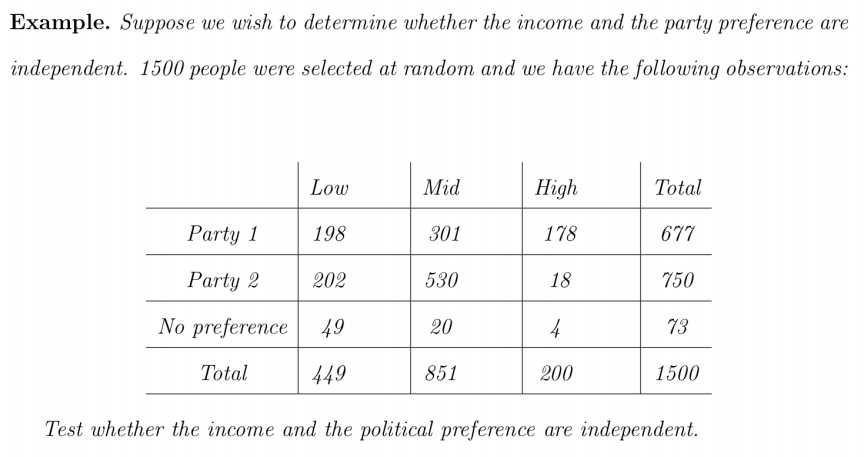 Example. Suppose we wish to determine whether the income and the party preference are
independent. 1500 people were selected at random and we have the following observations:
Low Mid High Total
Party 1 198 301 178 677
Party 2 202 530 18 750
No preference 49 20 4 73
Total 449 851 200 1500
Test whether the income and the political preference are independent.